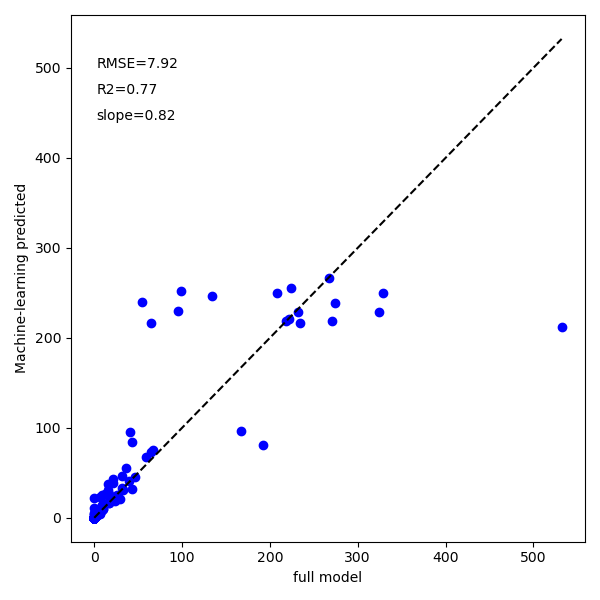 RMSE=7.92
R2=0.77
slope=0.82
Machine-learning predicted
500
400
300
200
100
0
0 100 200 300 400 500
full model